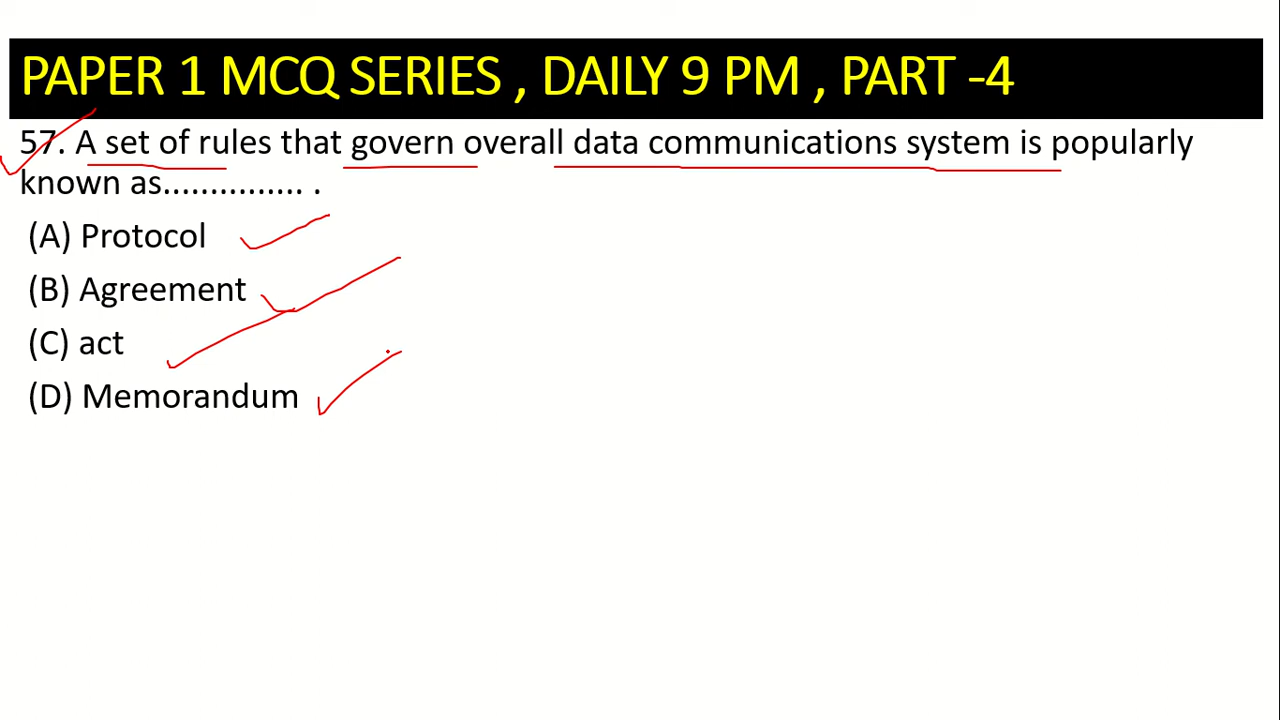 PAPER 1 MCQ SERIES , DAILY 9 PM , PART -4
57. A set of rules that govern overall data communications system is popularly
known as............... .
(A) Protocol
(B) Agreement
(C) act
(D) Memorandum